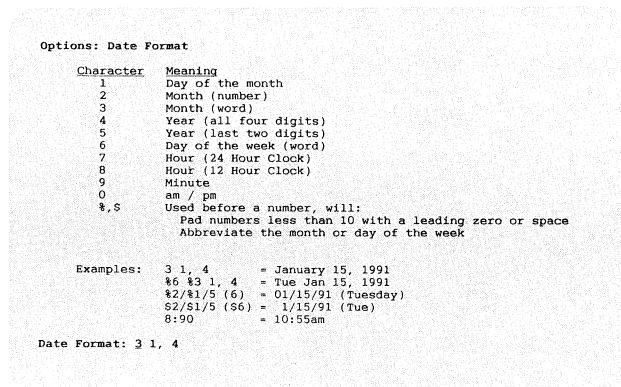 Options: Date Format
Character Meaning
1 Day of the month
2 Month (number)
3 Month (word)
4 Year (all four digits)
5 Year (last two digits)
6 Day of the week (word)
7 Hour (24 Hour Clock)
8 Hour (12 Hour Clock)
9 Minute
0 am / pm
%,$ Used before a number, will:
Pad numbers less than 10 with a leading zero or space
Abbreviate the month or day of the week
Examples: 3 1, 4 = January 15, 1991
%6 %3 1, 4 = Tue Jan 15, 1991
%2/%1/5 (6) = 01/15/91 (Tuesday)
$2/$1/5 ($6) = 1/15/91 (Tue)
8:90 = 10:55am
Date Format: 3 1, 4